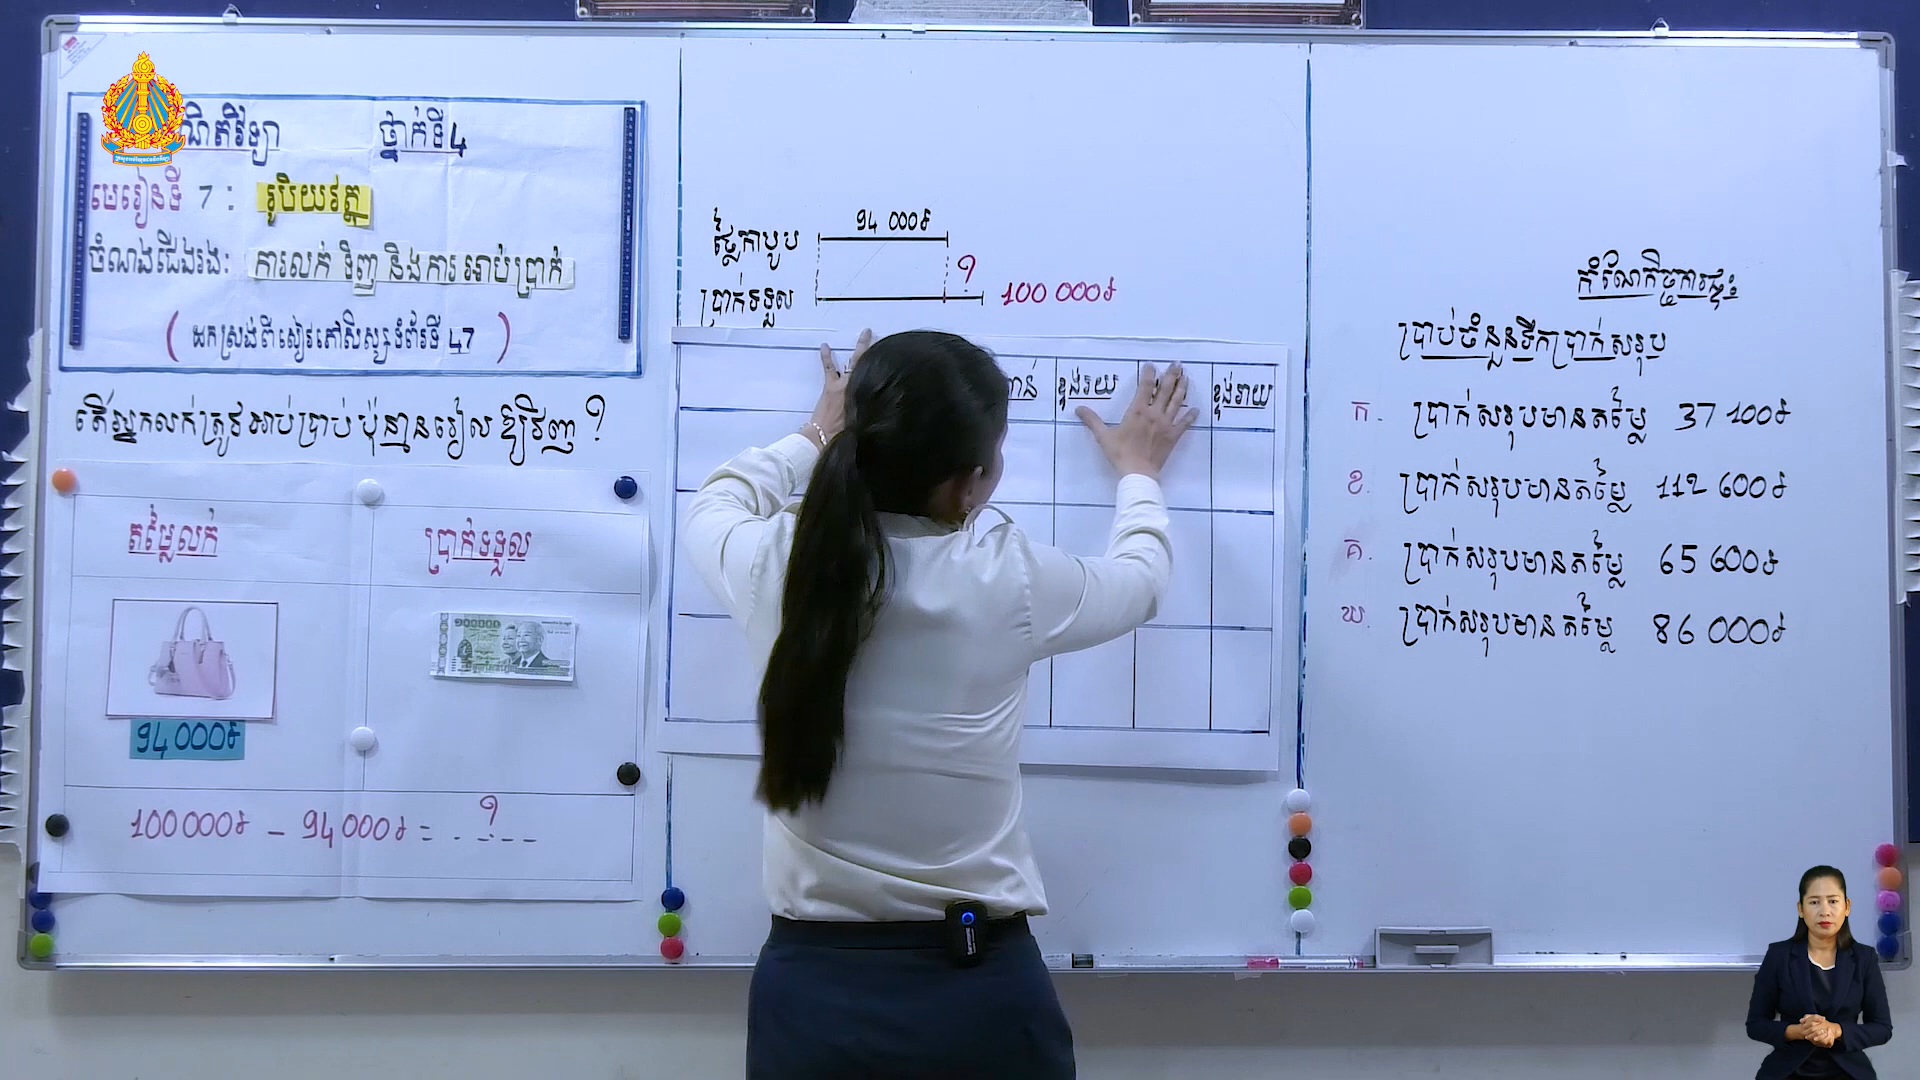 ថ្នាក់ទី4
មេរៀនទី 7 : រូបិយវត្ថុ
ចំណងជើងរង: ការលក់ ទិញ និង ការ អាប់ប្រាក់
( ដកស្រង់ពីសៀវភៅសិស្សទំព័រទី 47 )
តើអ្នកលក់ត្រូវអាប់ប្រាប់ ប៉ុន្មានរៀល ឱ្យវិញ ?
តម្លៃលក់
ប្រាក់ទទួល
94 000៛
100 000៛ – 94 000៛ = . ? _ _
94 000៛
ថ្លៃកាបូប
?
ប្រាក់ទទួល
100 000៛
ខ្ទង់រយ
ខ្ទង់រាយ
កំណែកិច្ចការផ្ទះ
ប្រាប់ចំនួនទឹកប្រាក់សរុប
ក. ប្រាក់សរុបមានតម្លៃ 37 100៛
ខ. ប្រាក់សរុបមានតម្លៃ 112 600៛
គ. ប្រាក់សរុបមានតម្លៃ 65 600៛
ឃ. ប្រាក់សរុបមានតម្លៃ 86 000៛